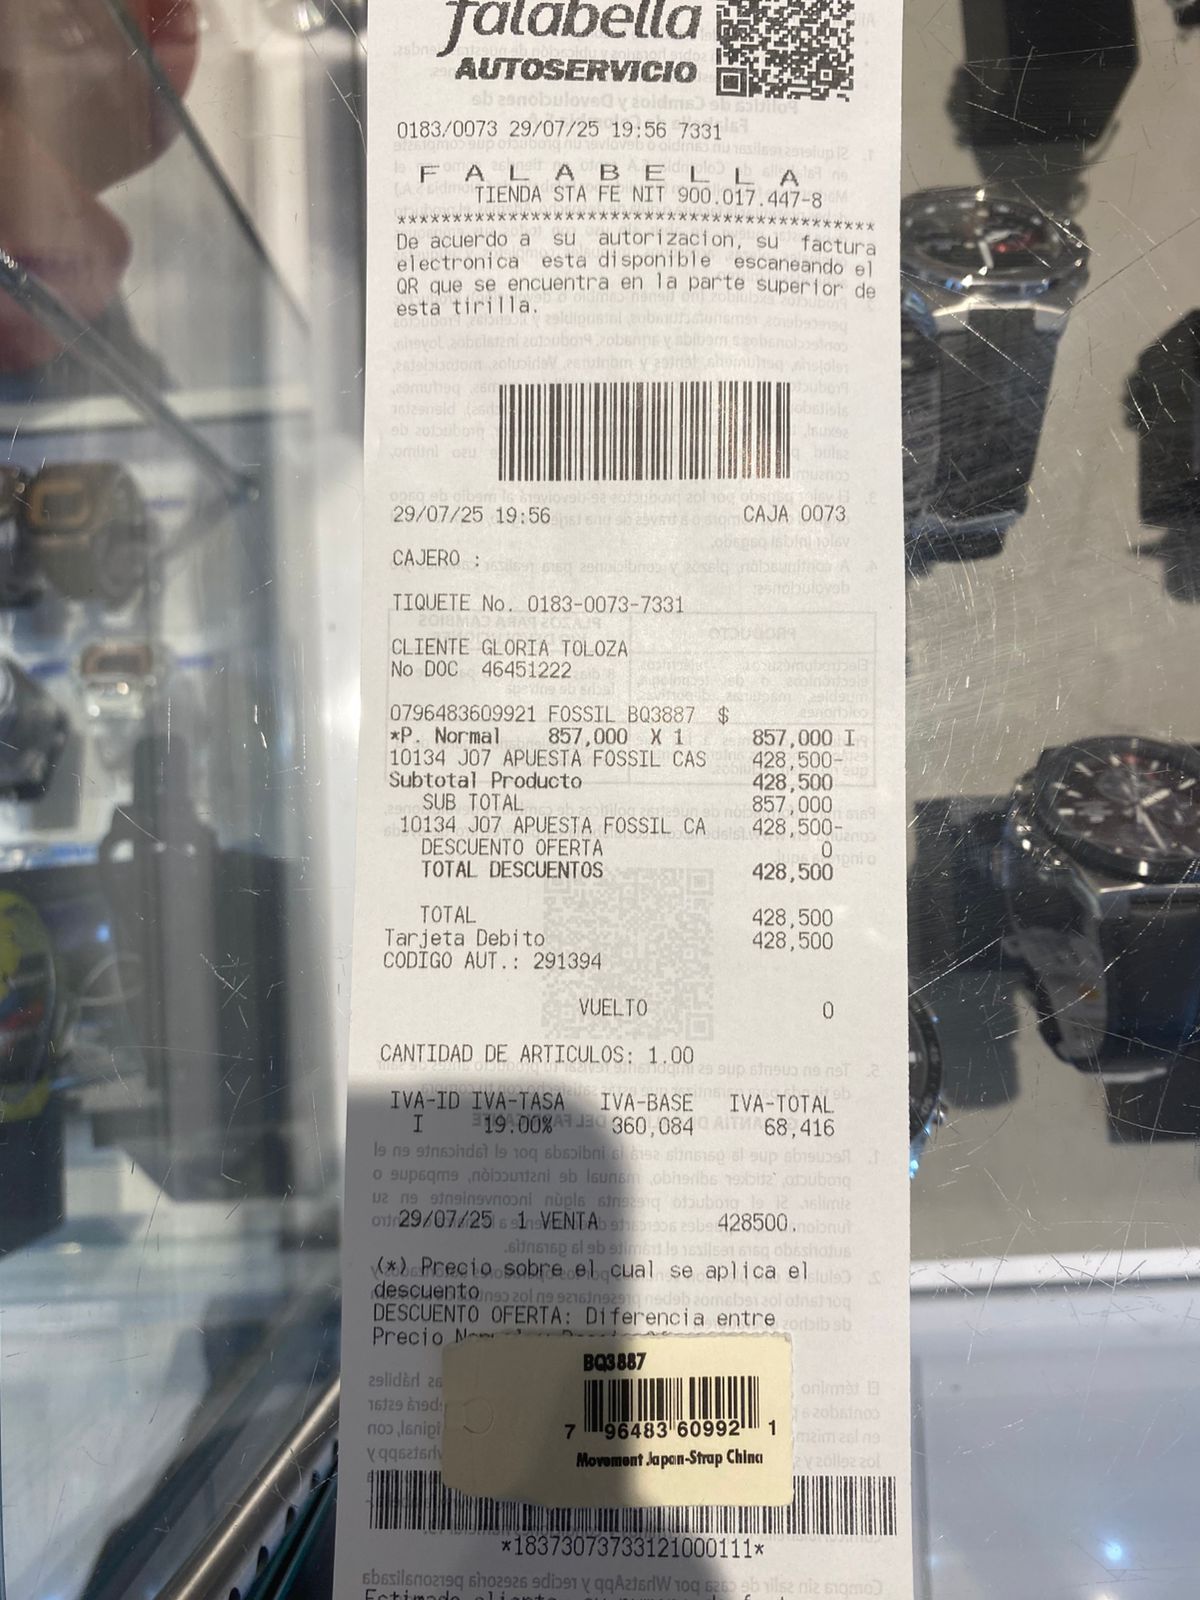 falabella
AUTOSERVICIO
0183/0073 29/07/25 19:56 7331
F A L A B E L L A
TIENDA STA FE NIT 900.017.447-8
*******************************************
De acuerdo a su autorizacion, su factura
electronica esta disponible escaneando el
QR que se encuentra en la parte superior de
esta tirilla.
29/07/25 19:56 CAJA 0073
CAJERO :
TIQUETE No. 0183-0073-7331
CLIENTE GLORIA TOLOZA
No DOC 46451222
0796483609921 FOSSIL BQ3887 $
*P. Normal 857,000 X 1 857,000 I
10134 J07 APUESTA FOSSIL CAS 428,500-
Subtotal Producto 428,500
SUB TOTAL 857,000
10134 J07 APUESTA FOSSIL CA 428,500-
DESCUENTO OFERTA 0
TOTAL DESCUENTOS 428,500
TOTAL 428,500
Tarjeta Debito 428,500
CODIGO AUT.: 291394
VUELTO 0
CANTIDAD DE ARTICULOS: 1.00
IVA-ID IVA-TASA IVA-BASE IVA-TOTAL
I 19.00% 360,084 68,416
29/07/25 1 VENTA 428500.
(*) Precio sobre el cual se aplica el
descuento
DESCUENTO OFERTA: Diferencia entre
Precio
BQ3887
7 96483 60992 1
Movement Japan-Strap China
*18373073733121000111*